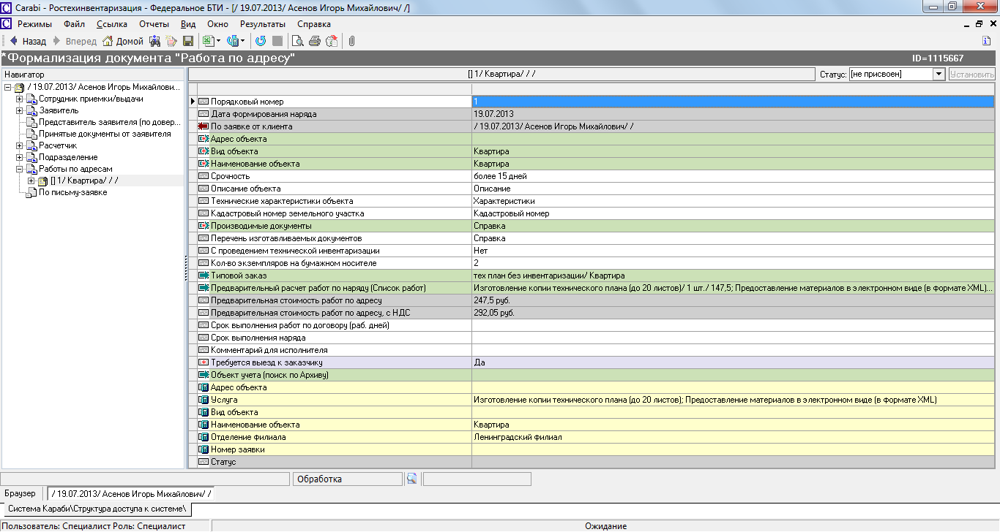 Carabi - Ростехинвентаризация - Федеральное БТИ - [/ 19.07.2013/ Асенов Игорь Михайлович/ /]
Режимы Файл Ссылка Отчеты Вид Окно Результаты Справка
Назад Вперед Домой
*Формализация документа "Работа по адресу" ID=1115667
Навигатор
/ 19.07.2013/ Асенов Игорь Михайлови...
Сотрудник приемки/выдачи
Заявитель
Представитель заявителя (по довер...
Принятые документы от заявителя
Расчетчик
Подразделение
Работы по адресам
[] 1/ Квартира/ / /
По письму-заявке
[] 1/ Квартира/ / / Статус: [не присвоен] Установить
Порядковый номер 1
Дата формирования наряда 19.07.2013
По заявке от клиента / 19.07.2013/ Асенов Игорь Михайлович/ /
Адрес объекта
Вид объекта Квартира
Наименование объекта Квартира
Срочность более 15 дней
Описание объекта Описание
Технические характеристики объекта Характеристики
Кадастровый номер земельного участка Кадастровый номер
Производимые документы Справка
Перечень изготавливаемых документов Справка
С проведением технической инвентаризации Нет
Кол-во экземпляров на бумажном носителе 2
Типовой заказ тех план без инвентаризации/ Квартира
Предварительный расчет работ по наряду (Список работ) Изготовление копии технического плана (до 20 листов)/ 1 шт./ 147,5; Предоставление материалов в электронном виде (в формате XML)...
Предварительная стоимость работ по адресу 247,5 руб.
Предварительная стоимость работ по адресу, с НДС 292,05 руб.
Срок выполнения работ по договору (раб. дней)
Срок выполнения наряда
Комментарий для исполнителя
Требуется выезд к заказчику Да
Объект учета (поиск по Архиву)
Адрес объекта
Услуга Изготовление копии технического плана (до 20 листов); Предоставление материалов в электронном виде (в формате XML)
Вид объекта
Наименование объекта Квартира
Отделение филиала Ленинградский филиал
Номер заявки
Статус
Обработка
Браузер / 19.07.2013/ Асенов Игорь Михайлович/ /
Система Караби\Структура доступа к системе\
Пользователь: Специалист Роль: Специалист Ожидание